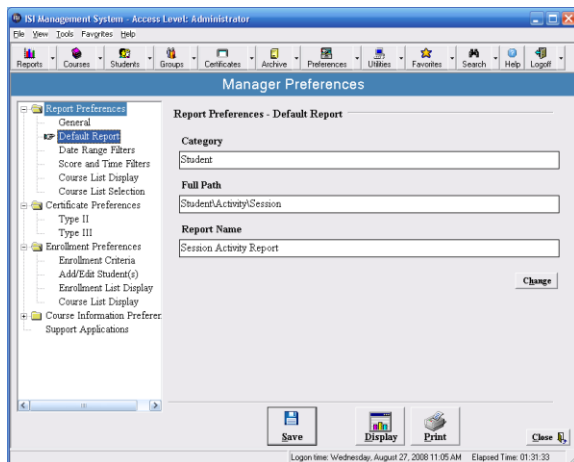 ISI Management System - Access Level: Administrator
File View Tools Favorites Help
Reports Courses Students Groups Certificates Archive Preferences Utilities Favorites Search Help Logoff
Manager Preferences
Report Preferences
General
Default Report
Date Range Filters
Score and Time Filters
Course List Display
Course List Selection
Certificate Preferences
Type II
Type III
Enrollment Preferences
Enrollment Criteria
Add/Edit Student(s)
Enrollment List Display
Course List Display
Course Information Preferer
Support Applications
Report Preferences - Default Report
Category
Student
Full Path
Student\Activity\Session
Report Name
Session Activity Report
Change
Save Display Print Close
Logon time: Wednesday, August 27, 2008 11:05 AM Elapsed Time: 01:31:33